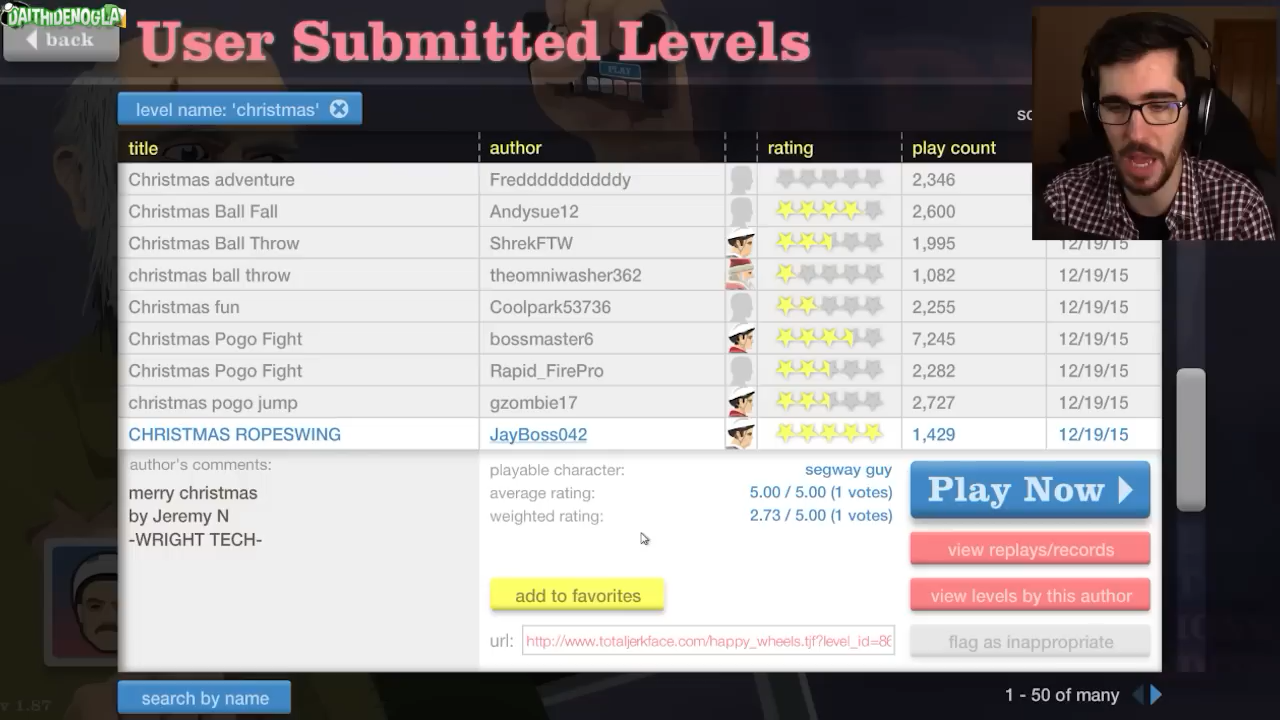 DAITHIDENOGLA
back
User Submitted Levels
level name: 'christmas'
title author rating play count
Christmas adventure Freddddddddddy 2,346
Christmas Ball Fall Andysue12 2,600
Christmas Ball Throw ShrekFTW 1,995 12/19/15
christmas ball throw theomniwasher362 1,082 12/19/15
Christmas fun Coolpark53736 2,255 12/19/15
Christmas Pogo Fight bossmaster6 7,245 12/19/15
Christmas Pogo Fight Rapid_FirePro 2,282 12/19/15
christmas pogo jump gzombie17 2,727 12/19/15
CHRISTMAS ROPESWING JayBoss042 1,429 12/19/15
author's comments:
merry christmas
by Jeremy N
-WRIGHT TECH-
playable character: segway guy
average rating: 5.00 / 5.00 (1 votes)
weighted rating: 2.73 / 5.00 (1 votes)
add to favorites
url: http://www.totaljerkface.com/happy_wheels.tjf?level_id=86
Play Now
view replays/records
view levels by this author
flag as inappropriate
search by name
1 - 50 of many
v 1.87
PLAY